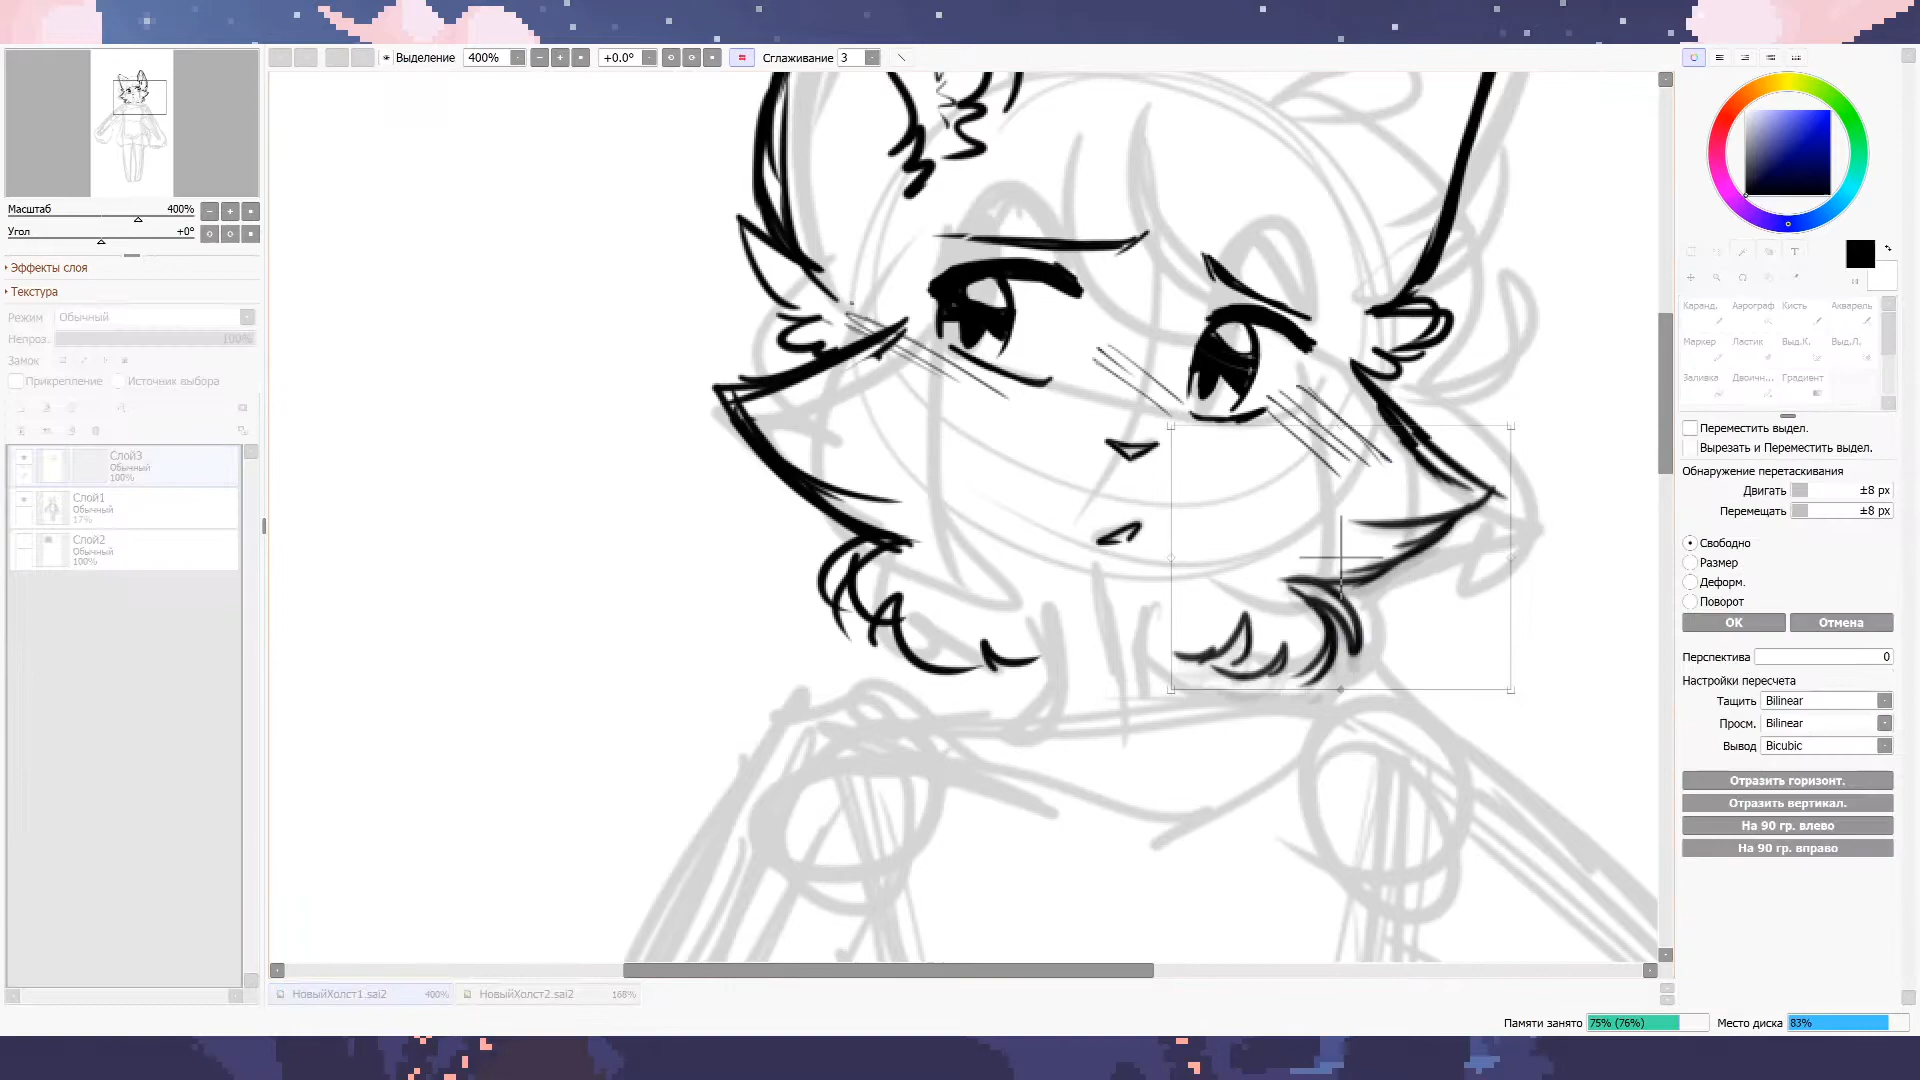 Выделение 400% +0.0° Сглаживание 3
Масштаб 400%
Угол +0°
Эффекты слоя
Текстура
Режим Обычный
Непроз. 100%
Замок
Прикрепление Источник выбора
Слой3
Обычный
100%
Слой1
Обычный
17%
Слой2
Обычный
100%
НовыйХолст1.sai2 400% НовыйХолст2.sai2 168%
T
Каранд. Аэрограф Кисть Акварель
Маркер Ластик Выд.К. Выд.Л.
Заливка Двоичн... Градиент
Переместить выдел.
Вырезать и Переместить выдел.
Обнаружение перетаскивания
Двигать ±8 px
Перемещать ±8 px
Свободно
Размер
Деформ.
Поворот
OK Отмена
Перспектива 0
Настройки пересчета
Тащить Bilinear
Просм. Bilinear
Вывод Bicubic
Отразить горизонт.
Отразить вертикал.
На 90 гр. влево
На 90 гр. вправо
Памяти занято 75% (76%) Место диска 83%